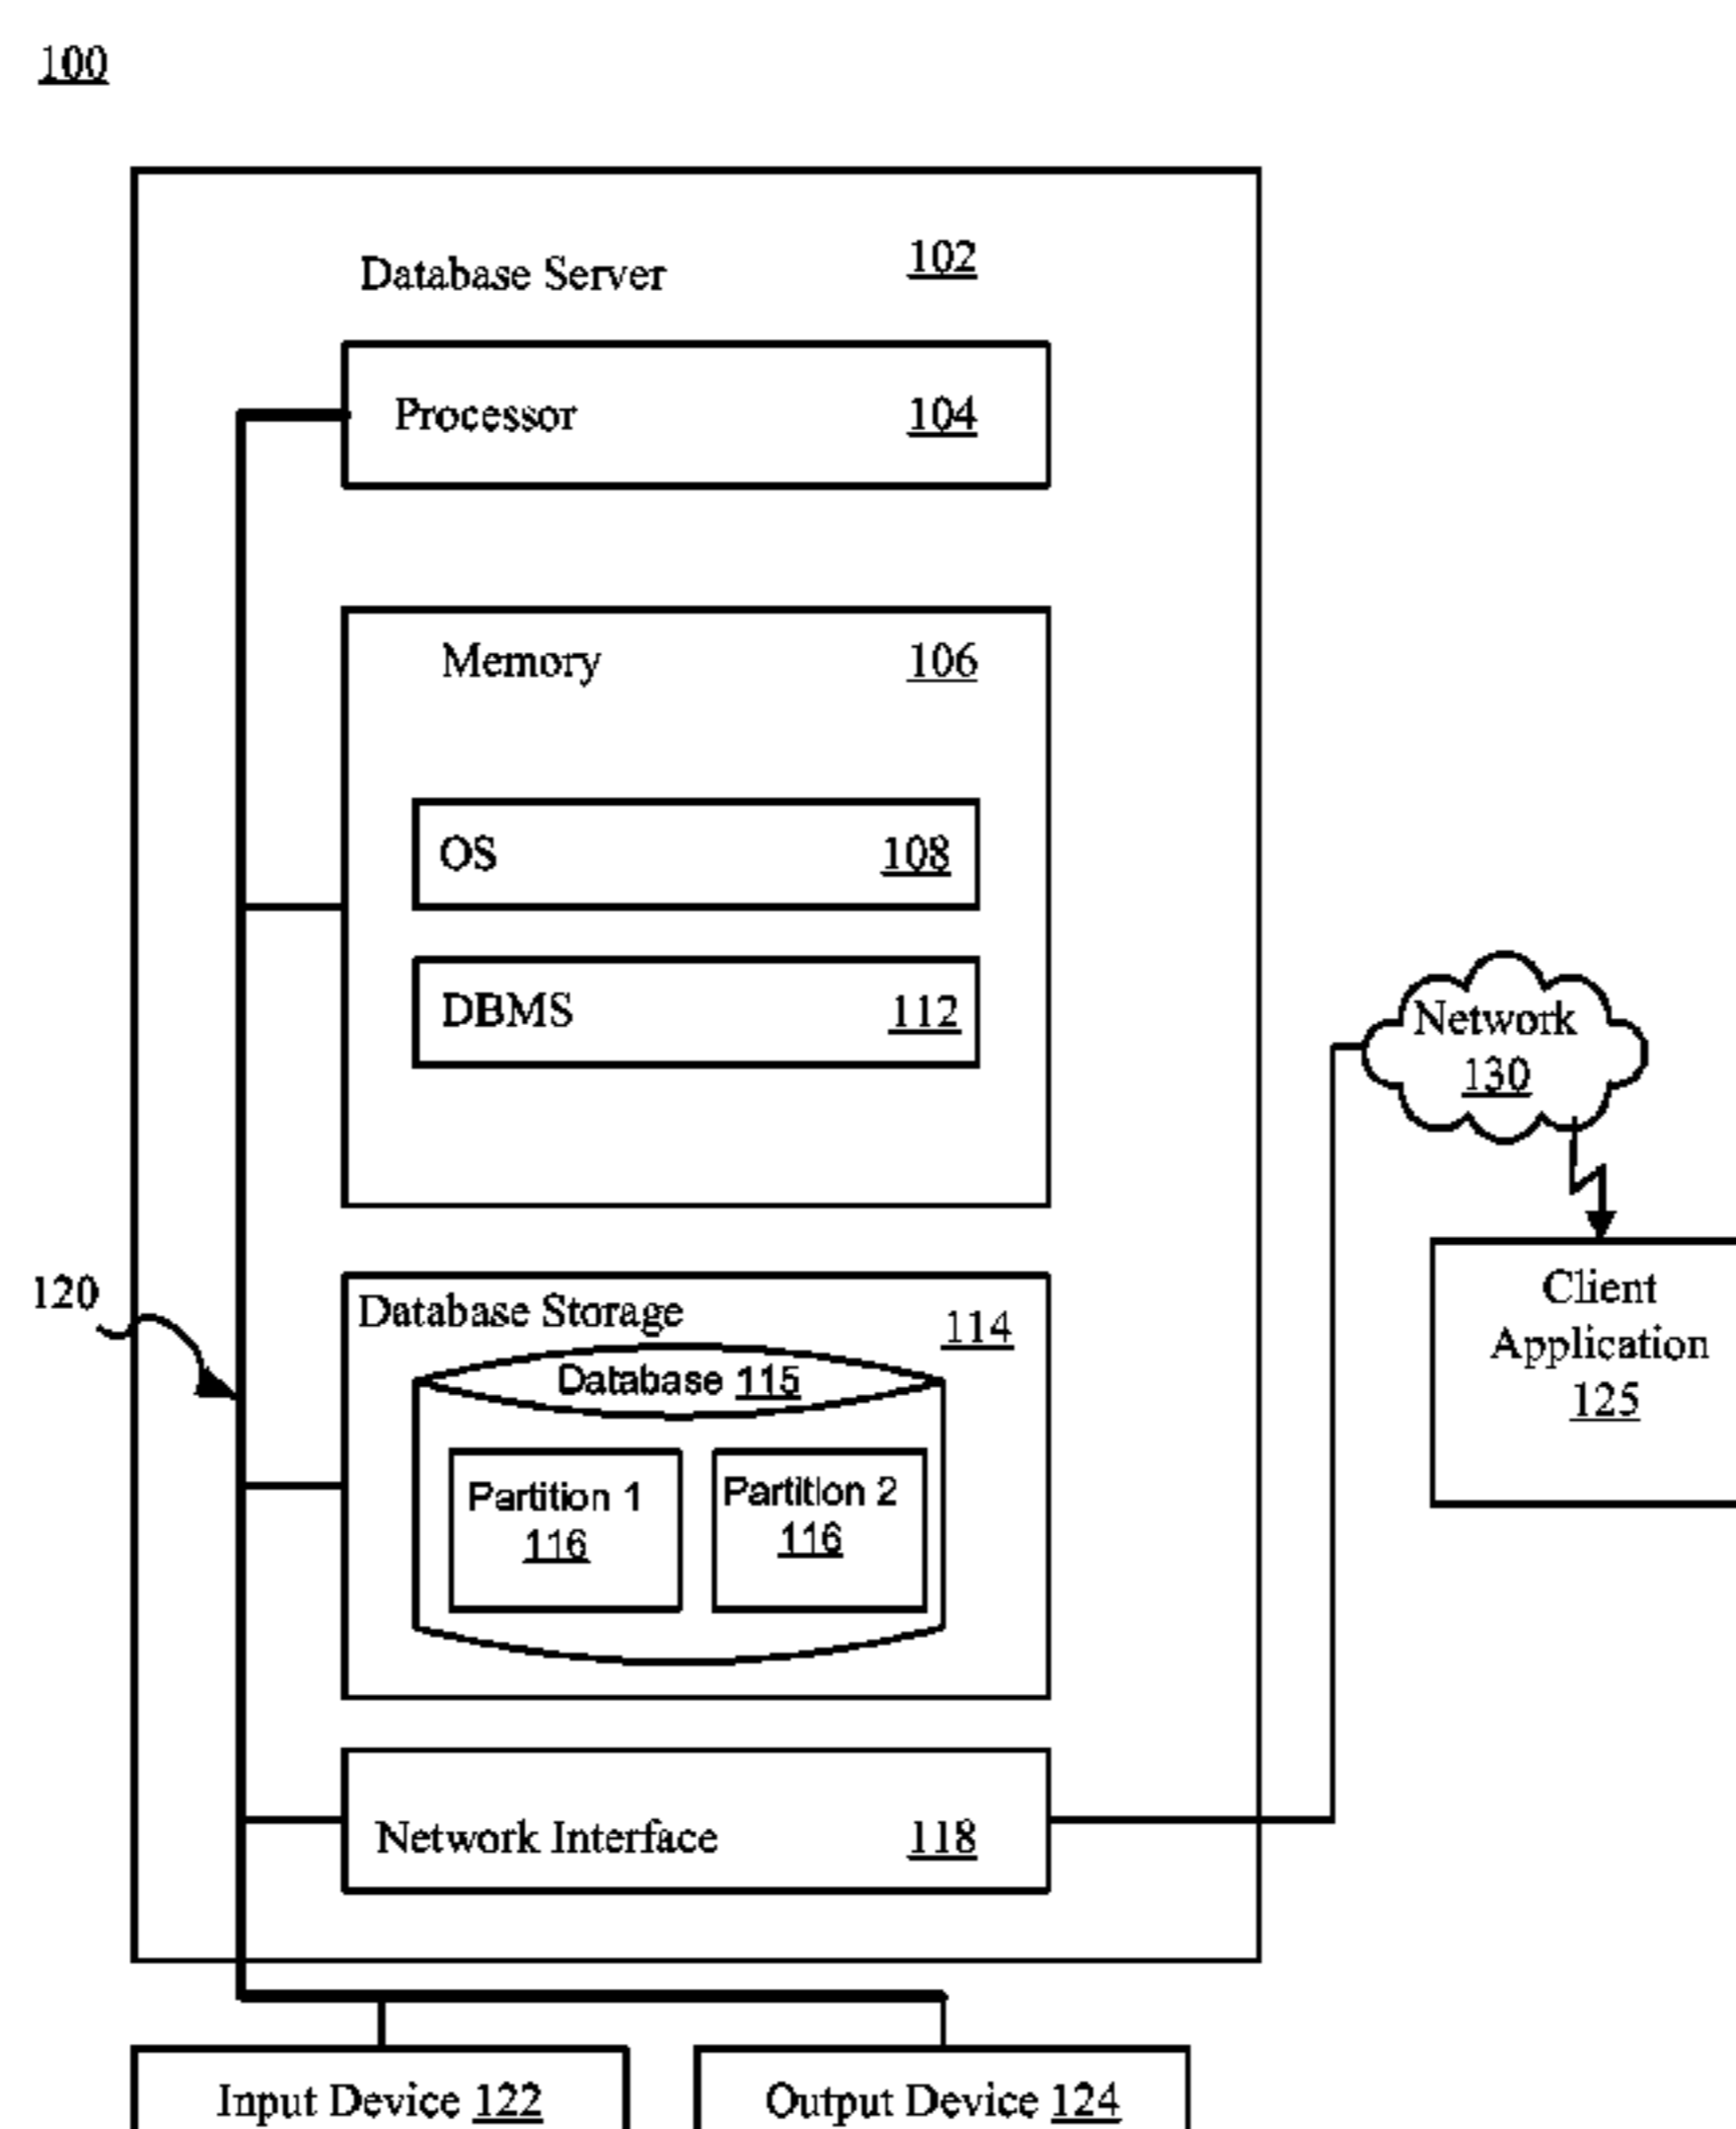 100
Database Server 102
Processor 104
Memory 106
OS 108
DBMS 112
Network
130
Client
Application
125
120
Database Storage 114
Database 115
Partition 1
116
Partition 2
116
Network Interface 118
Input Device 122
Output Device 124